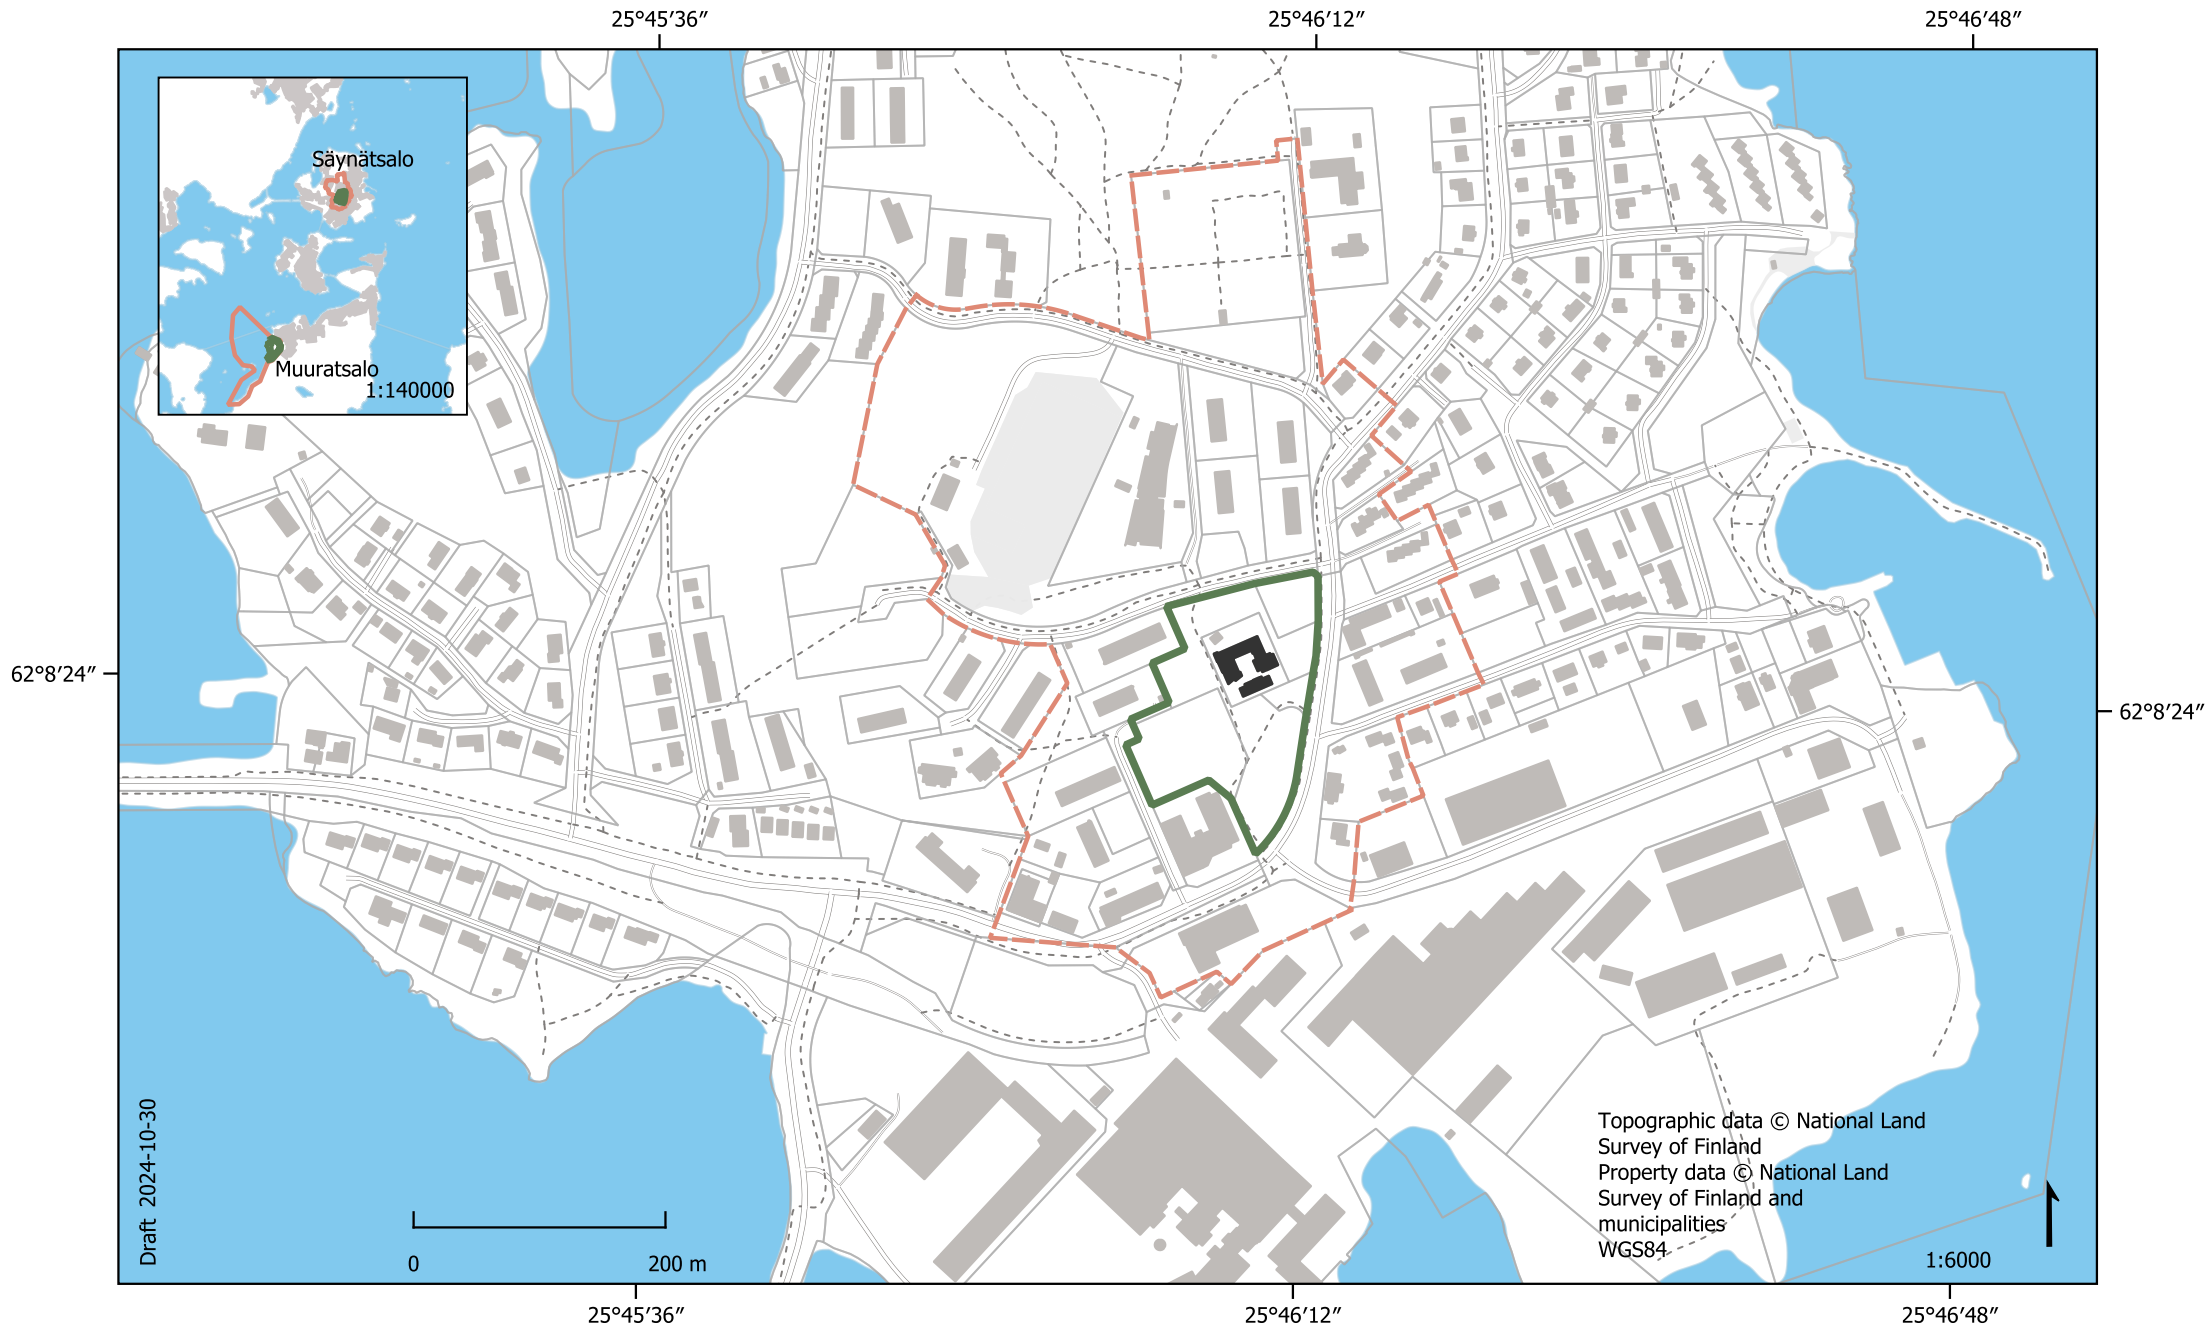 25°45′36″
25°46′12″
25°46′48″
Säynätsalo
Muuratsalo
1:140000
62°8′24″
62°8′24″
Draft 2024-10-30
0
200 m
Topographic data © National Land
Survey of Finland
Property data © National Land
Survey of Finland and
municipalities
WGS84
1:6000
25°45′36″
25°46′12″
25°46′48″